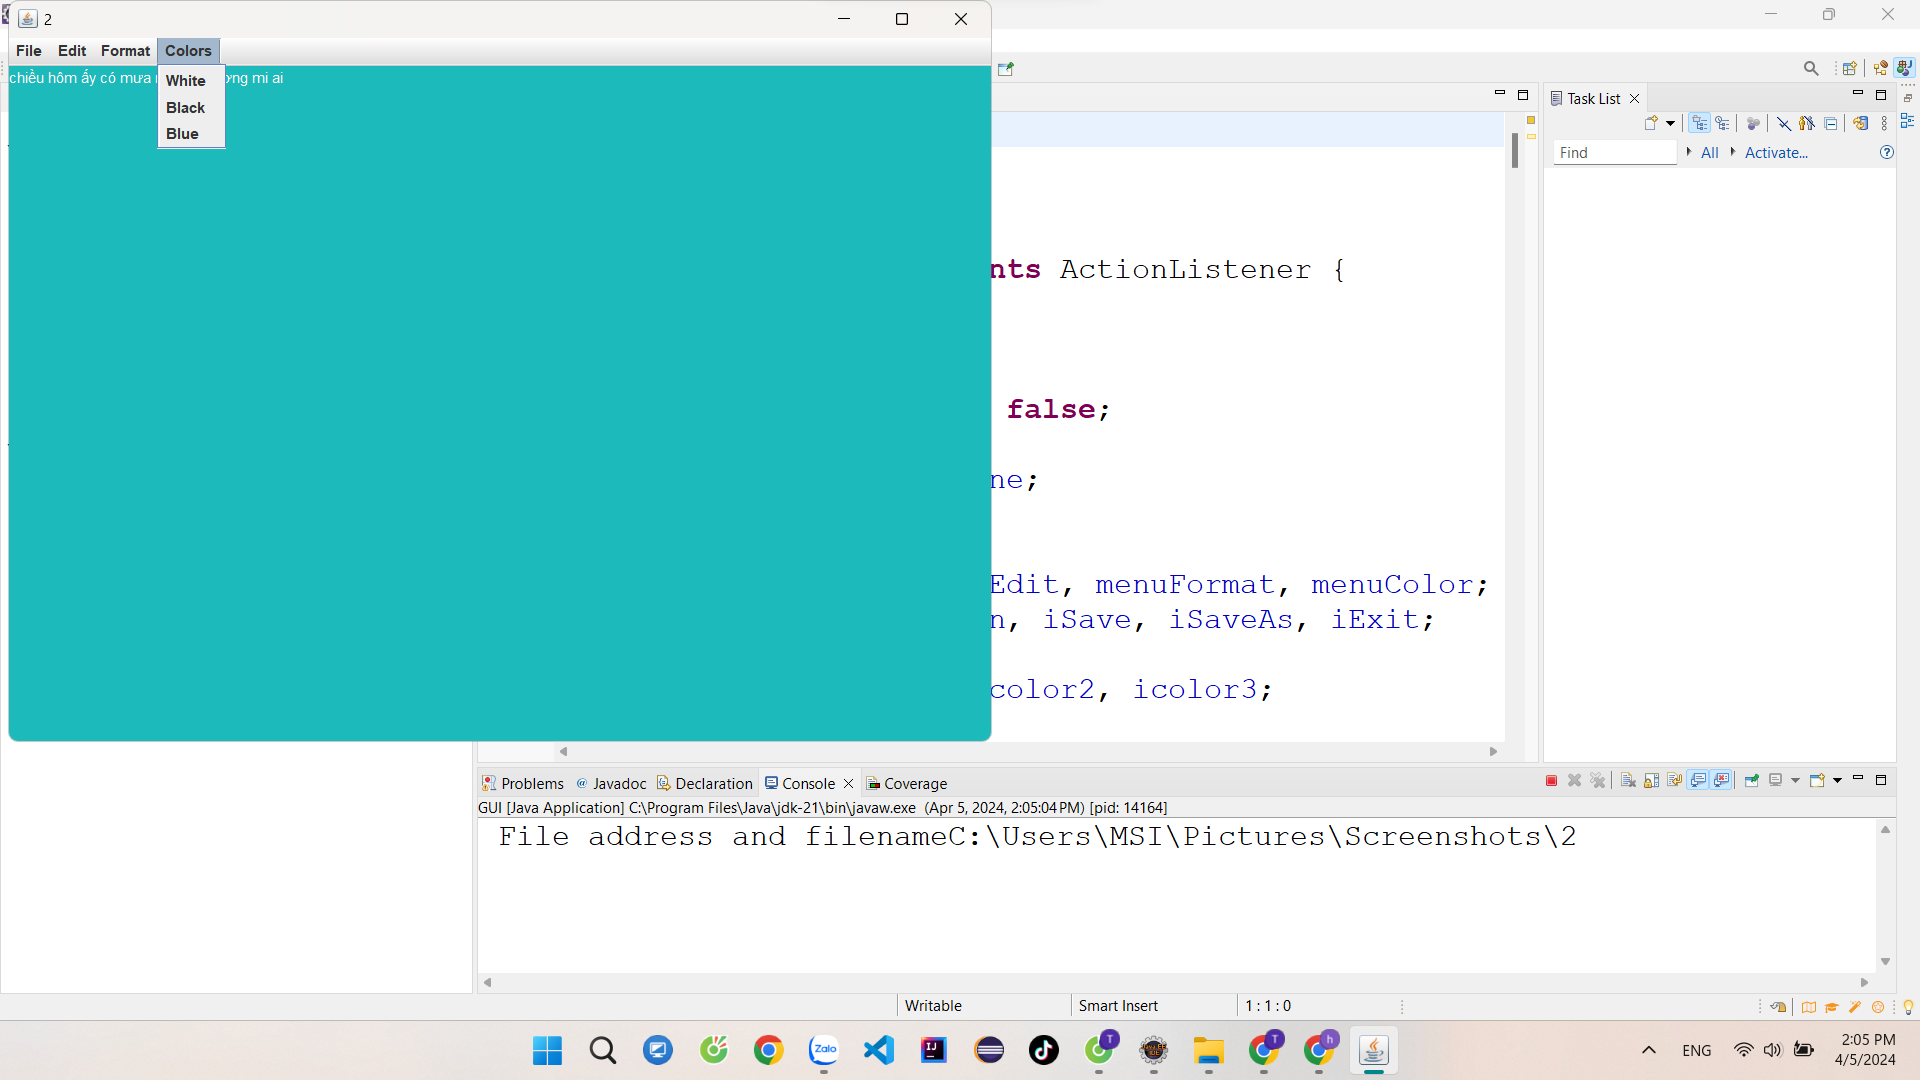 2
File Edit Format Colors
chiều hôm ấy có mưa
mi ai
White
Black
Blue
Task List
Find All Activate...
nts ActionListener {
false;
ne;
Edit, menuFormat, menuColor;
n, iSave, iSaveAs, iExit;
color2, icolor3;
Problems Javadoc Declaration Console Coverage
GUI [Java Application] C:\Program Files\Java\jdk-21\bin\javaw.exe (Apr 5, 2024, 2:05:04 PM) [pid: 14164]
File address and filenameC:\Users\MSI\Pictures\Screenshots\2
Writable Smart Insert 1 : 1 : 0
Zalo
ENG
2:05 PM
4/5/2024